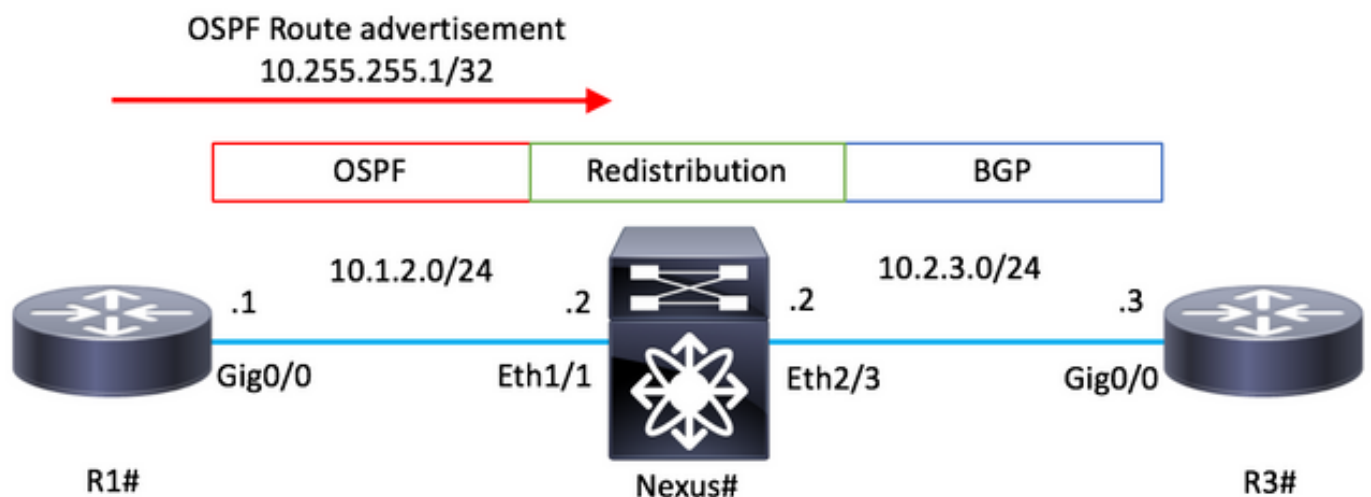 OSPF Route advertisement
10.255.255.1/32
OSPF
Redistribution
BGP
10.1.2.0/24
10.2.3.0/24
.1
.2
.2
.3
Gig0/0
Eth1/1
Eth2/3
Gig0/0
R1#
Nexus#
R3#